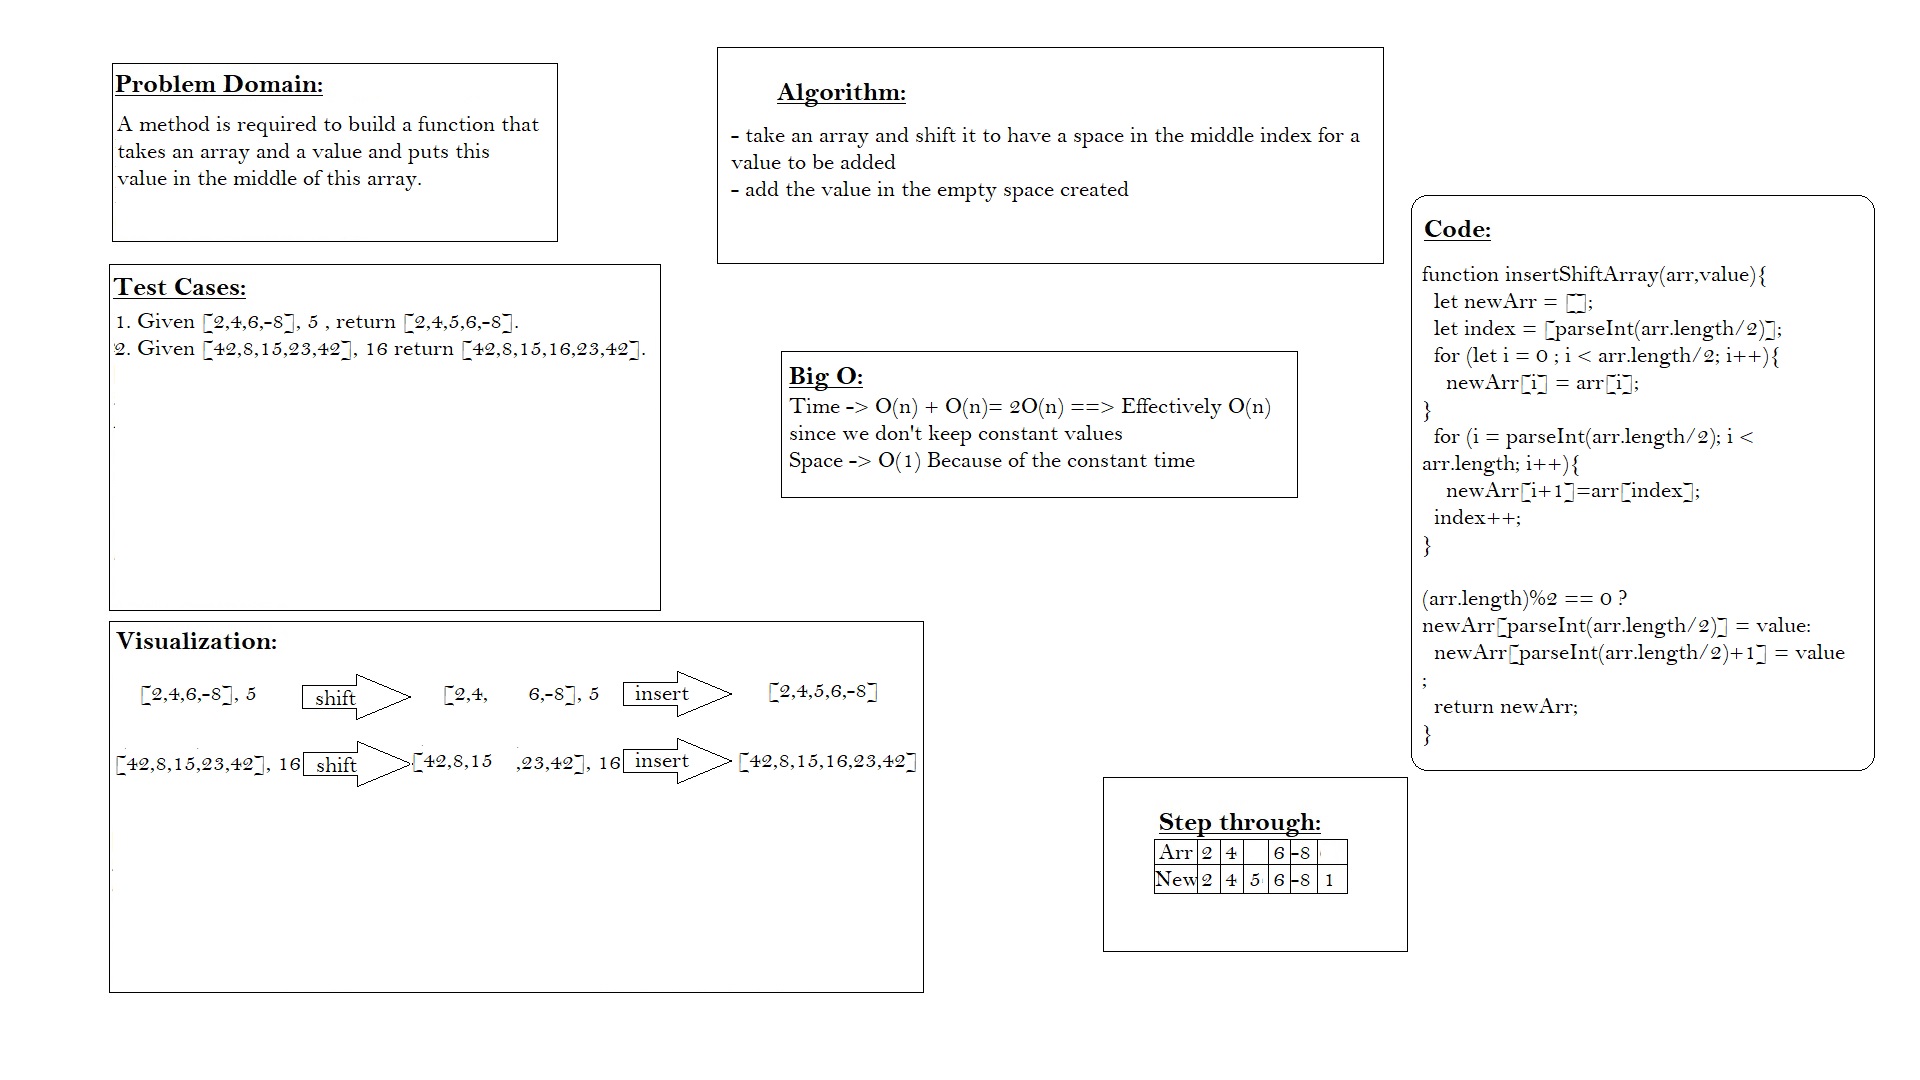 Problem Domain:
A method is required to build a function that
takes an array and a value and puts this
value in the middle of this array.
Test Cases:
1. Given [2,4,6,-8], 5 , return [2,4,5,6,-8].
2. Given [42,8,15,23,42], 16 return [42,8,15,16,23,42].
Visualization:
[2,4,6,-8], 5 shift [2,4, 6,-8], 5 insert [2,4,5,6,-8]
[42,8,15,23,42], 16 shift [42,8,15 ,23,42], 16 insert [42,8,15,16,23,42]
Algorithm:
- take an array and shift it to have a space in the middle index for a
value to be added
- add the value in the empty space created
Big O:
Time -> O(n) + O(n)= 2O(n) ==> Effectively O(n)
since we don't keep constant values
Space -> O(1) Because of the constant time
Code:
function insertShiftArray(arr,value){
let newArr = [];
let index = [parseInt(arr.length/2)];
for (let i = 0 ; i < arr.length/2; i++){
newArr[i] = arr[i];
}
for (i = parseInt(arr.length/2); i <
arr.length; i++){
newArr[i+1]=arr[index];
index++;
}
(arr.length)%2 == 0 ?
newArr[parseInt(arr.length/2)] = value:
newArr[parseInt(arr.length/2)+1] = value
;
return newArr;
}
Step through:
Arr 2 4 6 -8
New 2 4 5 6 -8 1